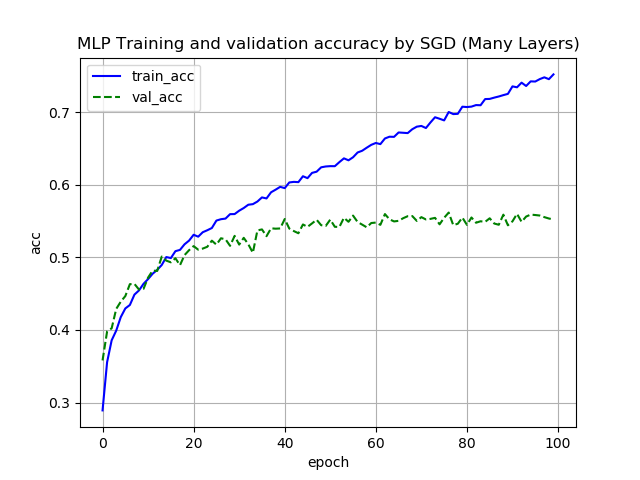 MLP Training and validation accuracy by SGD (Many Layers)
train_acc
val_acc
0.7
0.6
0.5
0.4
0.3
acc
0 20 40 60 80 100
epoch